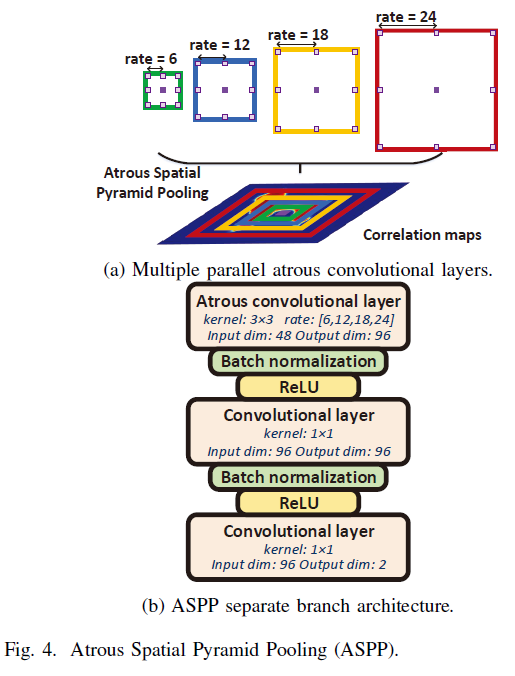 rate = 6
rate = 12
rate = 18
rate = 24
Atrous Spatial
Pyramid Pooling
Correlation maps
(a) Multiple parallel atrous convolutional layers.
Atrous convolutional layer
kernel: 3×3 rate: [6,12,18,24]
Input dim: 48 Output dim: 96
Batch normalization
ReLU
Convolutional layer
kernel: 1×1
Input dim: 96 Output dim: 96
Batch normalization
ReLU
Convolutional layer
kernel: 1×1
Input dim: 96 Output dim: 2
(b) ASPP separate branch architecture.
Fig. 4. Atrous Spatial Pyramid Pooling (ASPP).